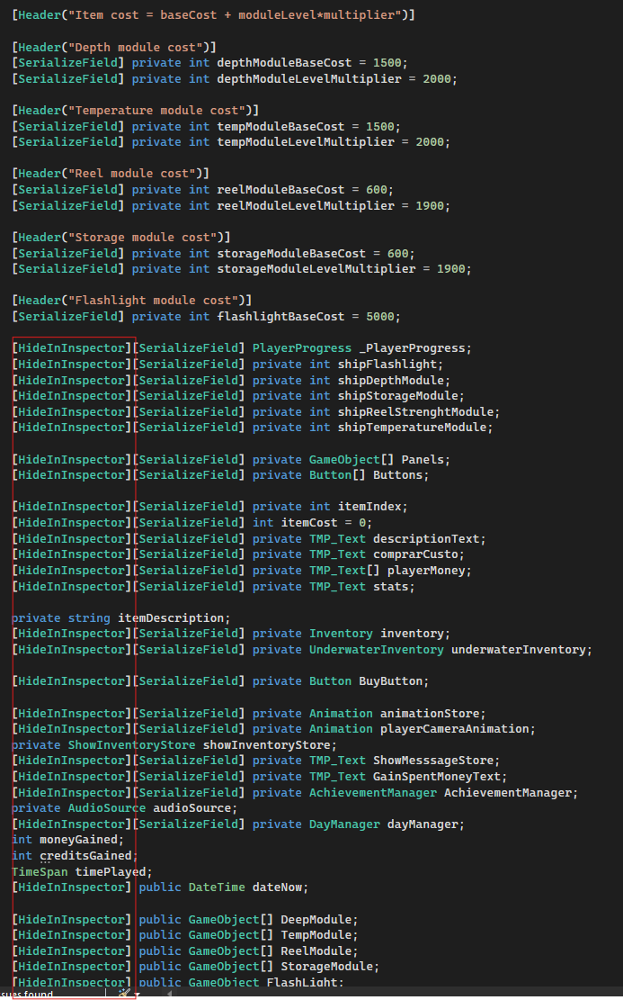 [Header("Item cost = baseCost + moduleLevel*multiplier")]
[Header("Depth module cost")]
[SerializeField] private int depthModuleBaseCost = 1500;
[SerializeField] private int depthModuleLevelMultiplier = 2000;
[Header("Temperature module cost")]
[SerializeField] private int tempModuleBaseCost = 1500;
[SerializeField] private int tempModuleLevelMultiplier = 2000;
[Header("Reel module cost")]
[SerializeField] private int reelModuleBaseCost = 600;
[SerializeField] private int reelModuleLevelMultiplier = 1900;
[Header("Storage module cost")]
[SerializeField] private int storageModuleBaseCost = 600;
[SerializeField] private int storageModuleLevelMultiplier = 1900;
[Header("Flashlight module cost")]
[SerializeField] private int flashlightBaseCost = 5000;
[HideInInspector][SerializeField] PlayerProgress _PlayerProgress;
[HideInInspector][SerializeField] private int shipFlashlight;
[HideInInspector][SerializeField] private int shipDepthModule;
[HideInInspector][SerializeField] private int shipStorageModule;
[HideInInspector][SerializeField] private int shipReelStrenghtModule;
[HideInInspector][SerializeField] private int shipTemperatureModule;
[HideInInspector][SerializeField] private GameObject[] Panels;
[HideInInspector][SerializeField] private Button[] Buttons;
[HideInInspector][SerializeField] private int itemIndex;
[HideInInspector][SerializeField] int itemCost = 0;
[HideInInspector][SerializeField] private TMP_Text descriptionText;
[HideInInspector][SerializeField] private TMP_Text comprarCusto;
[HideInInspector][SerializeField] private TMP_Text[] playerMoney;
[HideInInspector][SerializeField] private TMP_Text stats;
private string itemDescription;
[HideInInspector][SerializeField] private Inventory inventory;
[HideInInspector][SerializeField] private UnderwaterInventory underwaterInventory;
[HideInInspector][SerializeField] private Button BuyButton;
[HideInInspector][SerializeField] private Animation animationStore;
[HideInInspector][SerializeField] private Animation playerCameraAnimation;
private ShowInventoryStore showInventoryStore;
[HideInInspector][SerializeField] private TMP_Text ShowMesssageStore;
[HideInInspector][SerializeField] private TMP_Text GainSpentMoneyText;
[HideInInspector][SerializeField] private AchievementManager AchievementManager;
private AudioSource audioSource;
[HideInInspector][SerializeField] private DayManager dayManager;
int moneyGained;
int creditsGained;
TimeSpan timePlayed;
[HideInInspector] public DateTime dateNow;
[HideInInspector] public GameObject[] DeepModule;
[HideInInspector] public GameObject[] TempModule;
[HideInInspector] public GameObject[] ReelModule;
[HideInInspector] public GameObject[] StorageModule;
[HideInInspector] public GameObject FlashLight;
sues found